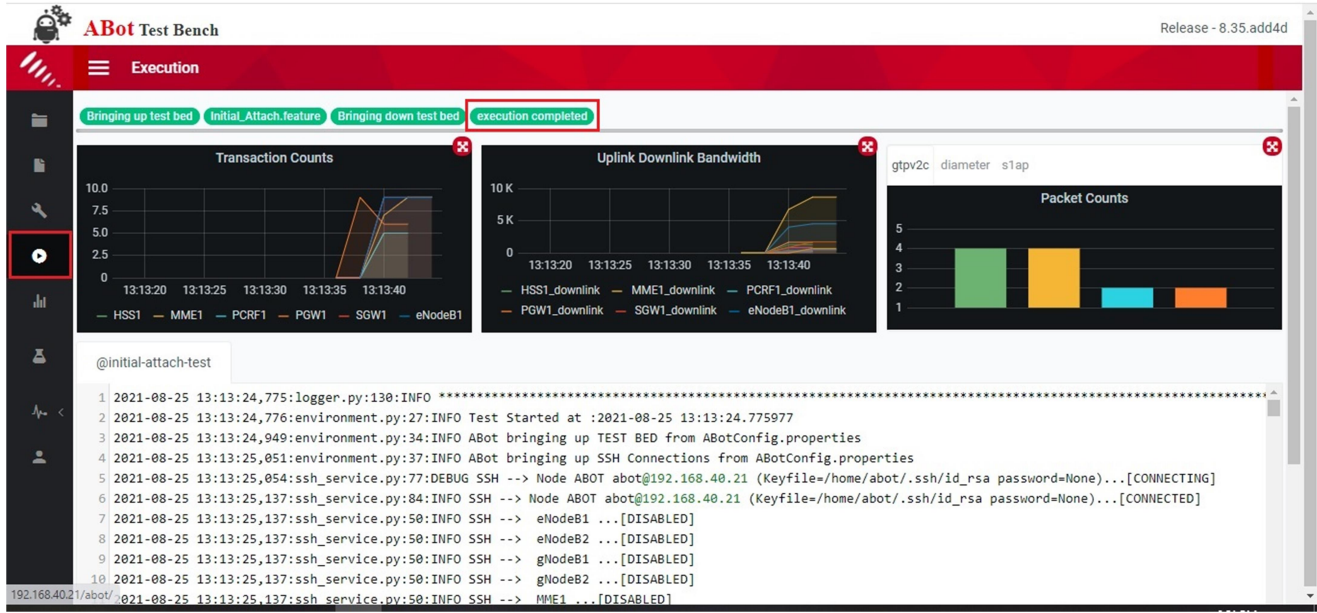 ABot Test Bench
Release - 8.35.add4d
Execution
Bringing up test bed Initial_Attach.feature Bringing down test bed execution completed
Transaction Counts
10.0
7.5
5.0
2.5
0
13:13:20 13:13:25 13:13:30 13:13:35 13:13:40
HSS1 MME1 PCRF1 PGW1 SGW1 eNodeB1
Uplink Downlink Bandwidth
10 K
5 K
0
13:13:20 13:13:25 13:13:30 13:13:35 13:13:40
HSS1_downlink MME1_downlink PCRF1_downlink
PGW1_downlink SGW1_downlink eNodeB1_downlink
gtpv2c diameter s1ap
Packet Counts
5
4
3
2
1
@initial-attach-test
1 2021-08-25 13:13:24,775:logger.py:130:INFO ******************************************************************************************************************
2 2021-08-25 13:13:24,776:environment.py:27:INFO Test Started at :2021-08-25 13:13:24.775977
3 2021-08-25 13:13:24,949:environment.py:34:INFO ABot bringing up TEST BED from ABotConfig.properties
4 2021-08-25 13:13:25,051:environment.py:37:INFO ABot bringing up SSH Connections from ABotConfig.properties
5 2021-08-25 13:13:25,054:ssh_service.py:77:DEBUG SSH --> Node ABOT abot@192.168.40.21 (Keyfile=/home/abot/.ssh/id_rsa password=None)...[CONNECTING]
6 2021-08-25 13:13:25,137:ssh_service.py:84:INFO SSH --> Node ABOT abot@192.168.40.21 (Keyfile=/home/abot/.ssh/id_rsa password=None)...[CONNECTED]
7 2021-08-25 13:13:25,137:ssh_service.py:50:INFO SSH --> eNodeB1 ...[DISABLED]
8 2021-08-25 13:13:25,137:ssh_service.py:50:INFO SSH --> eNodeB2 ...[DISABLED]
9 2021-08-25 13:13:25,137:ssh_service.py:50:INFO SSH --> gNodeB1 ...[DISABLED]
10 2021-08-25 13:13:25,137:ssh_service.py:50:INFO SSH --> gNodeB2 ...[DISABLED]
192.168.40.21/abot/ 2021-08-25 13:13:25,137:ssh_service.py:50:INFO SSH --> MME1 ...[DISABLED]